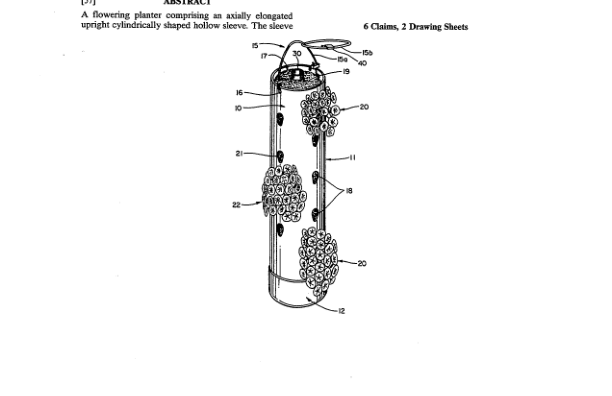 [57] ABSTRACT
A flowering planter comprising an axially elongated
upright cylindrically shaped hollow sleeve. The sleeve
6 Claims, 2 Drawing Sheets
15
15b
17
30
15a
40
19
16
10
20
21
11
18
22
20
12